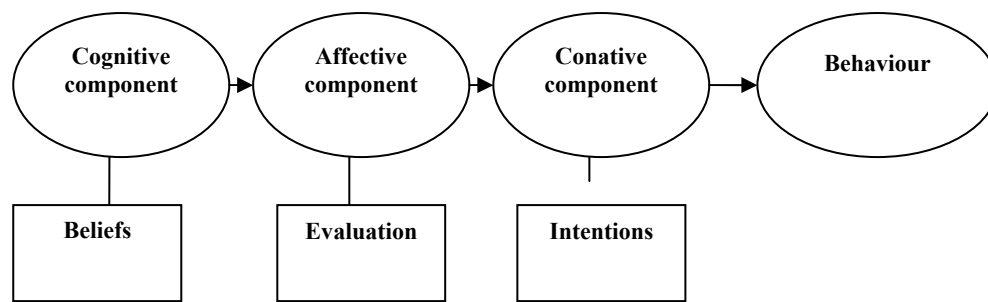 Cognitive
component
Affective
component
Conative
component
Behaviour
Beliefs
Evaluation
Intentions